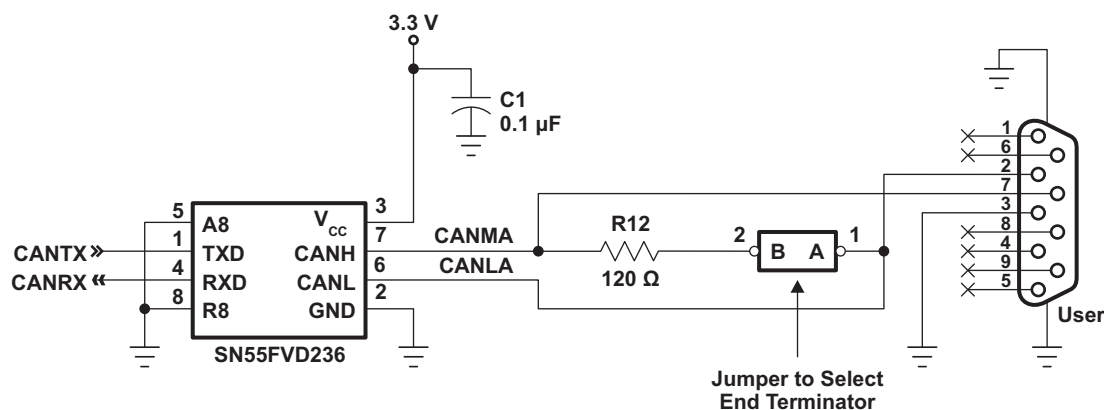 3.3 V
C1
0.1 µF
5
1
4
8
A8
TXD
RXD
R8
VCC
CANH
CANL
GND
3
7
6
2
CANTX
CANRX
SN55FVD236
CANMA
CANLA
R12
120 Ω
2
B A
1
Jumper to Select
End Terminator
1
6
2
7
3
8
4
9
5
User